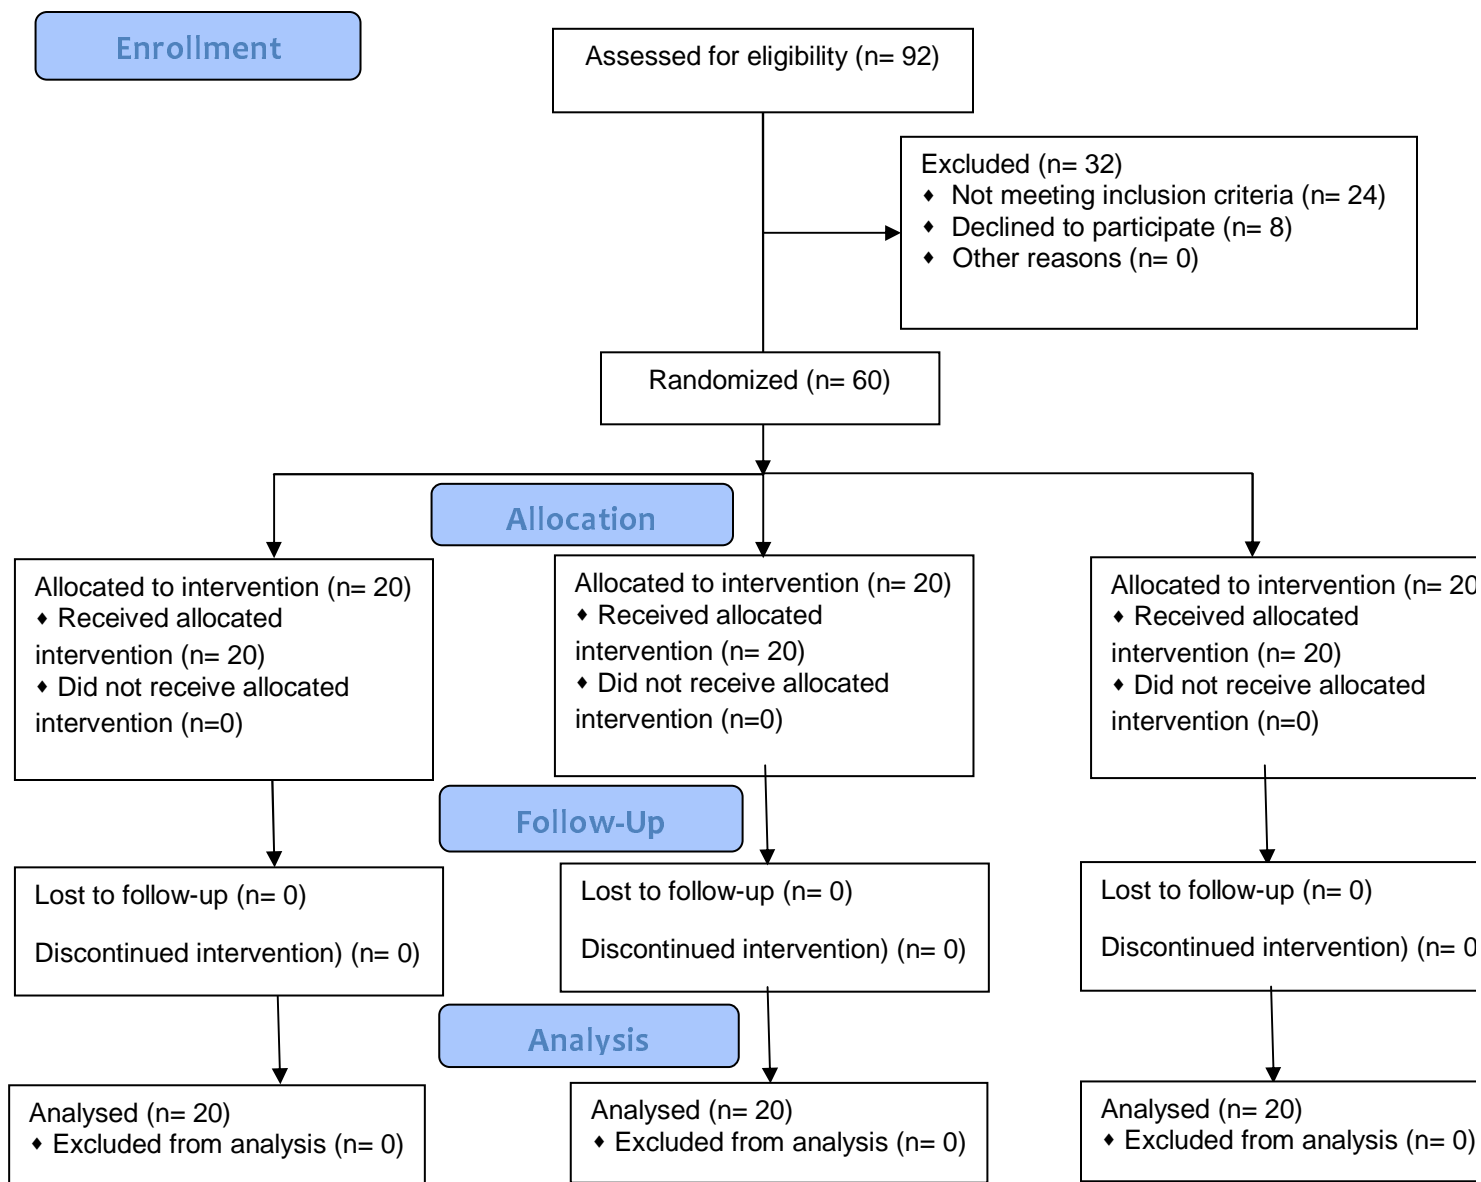 Enrollment
Assessed for eligibility (n= 92)
Excluded (n= 32)
♦ Not meeting inclusion criteria (n= 24)
♦ Declined to participate (n= 8)
♦ Other reasons (n= 0)
Randomized (n= 60)
Allocation
Allocated to intervention (n= 20)
♦ Received allocated
intervention (n= 20)
♦ Did not receive allocated
intervention (n=0)
Allocated to intervention (n= 20)
♦ Received allocated
intervention (n= 20)
♦ Did not receive allocated
intervention (n=0)
Allocated to intervention (n= 20
♦ Received allocated
intervention (n= 20)
♦ Did not receive allocated
intervention (n=0)
Follow-Up
Lost to follow-up (n= 0)
Discontinued intervention) (n= 0)
Lost to follow-up (n= 0)
Discontinued intervention) (n= 0)
Lost to follow-up (n= 0)
Discontinued intervention) (n= 0
Analysis
Analysed (n= 20)
♦ Excluded from analysis (n= 0)
Analysed (n= 20)
♦ Excluded from analysis (n= 0)
Analysed (n= 20)
♦ Excluded from analysis (n= 0)